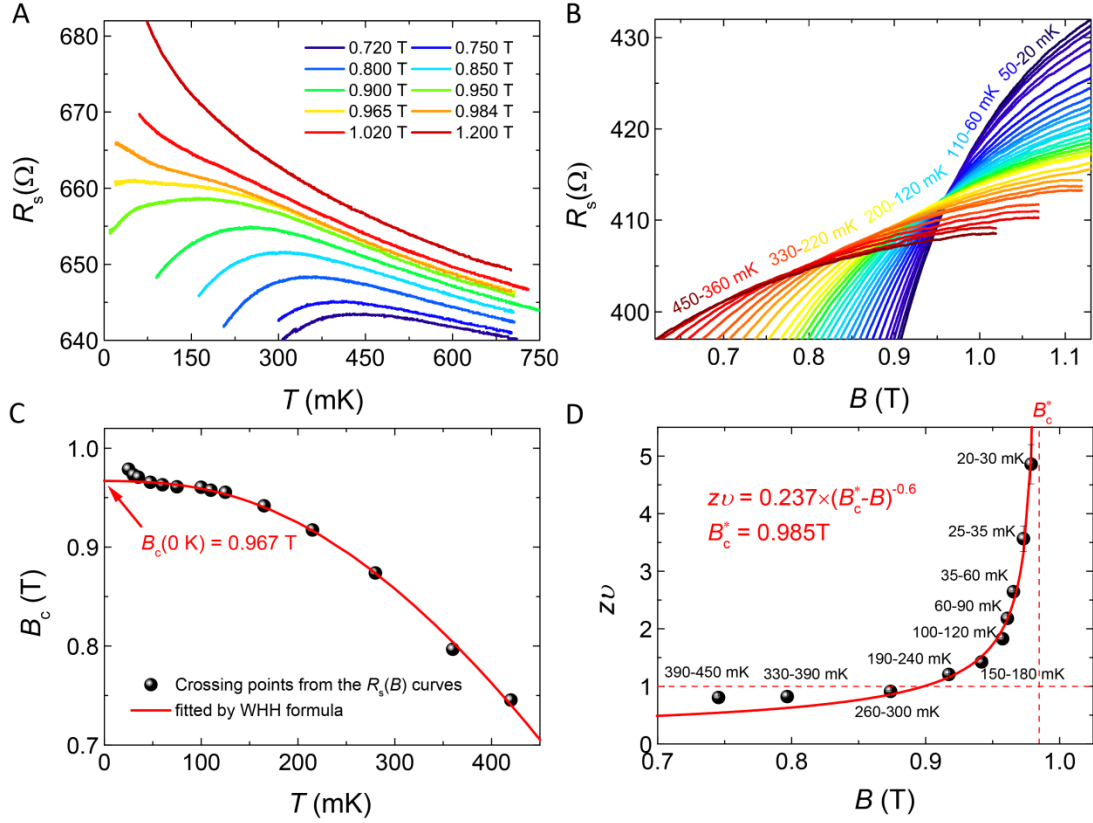 A
680
670
660
650
640
R_s(Ω)
0 150 300 450 600 750
T (mK)
0.720 T 0.750 T
0.800 T 0.850 T
0.900 T 0.950 T
0.965 T 0.984 T
1.020 T 1.200 T
B
430
420
410
400
R_s(Ω)
0.7 0.8 0.9 1.0 1.1
B (T)
50-20 mK
110-60 mK
200-120 mK
330-220 mK
450-360 mK
C
1.0
0.9
0.8
0.7
B_c (T)
0 100 200 300 400
T (mK)
B_c(0 K) = 0.967 T
Crossing points from the R_s(B) curves
fitted by WHH formula
D
B_c^*
5
4
3
2
1
0
zυ
0.7 0.8 0.9 1.0
B (T)
zυ = 0.237×(B_c^*-B)^-0.6
B_c^* = 0.985T
20-30 mK
25-35 mK
35-60 mK
60-90 mK
100-120 mK
190-240 mK
390-450 mK 330-390 mK 150-180 mK
260-300 mK